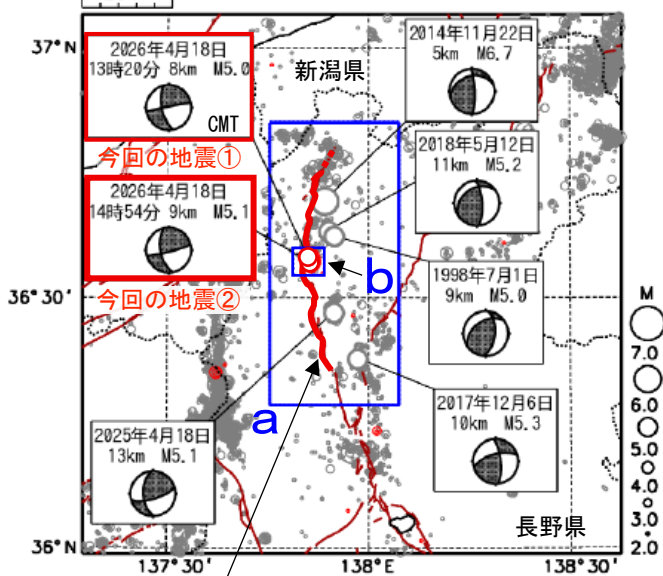 37°N
2026年4月18日
13時20分 8km M5.0
CMT
今回の地震①
新潟県
2014年11月22日
5km M6.7
2018年5月12日
11km M5.2
2026年4月18日
14時54分 9km M5.1
今回の地震②
b
1998年7月1日
9km M5.0
36°30'
M
7.0
6.0
5.0
4.0
3.0
2.0
a
2025年4月18日
13km M5.1
2017年12月6日
10km M5.3
長野県
36°N
137°30'
138°E
138°30'